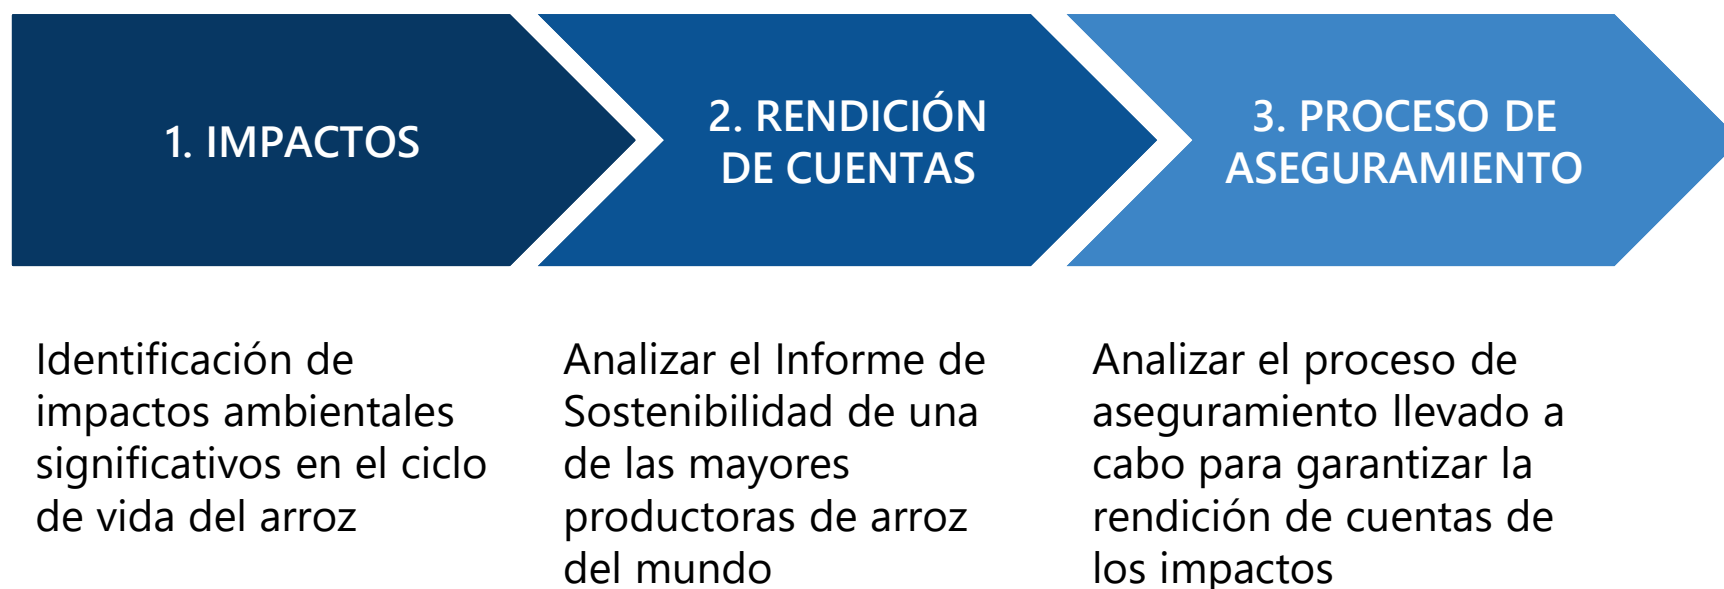 1. IMPACTOS
2. RENDICIÓN
DE CUENTAS
3. PROCESO DE
ASEGURAMIENTO
Identificación de
impactos ambientales
significativos en el ciclo
de vida del arroz
Analizar el Informe de
Sostenibilidad de una
de las mayores
productoras de arroz
del mundo
Analizar el proceso de
aseguramiento llevado a
cabo para garantizar la
rendición de cuentas de
los impactos